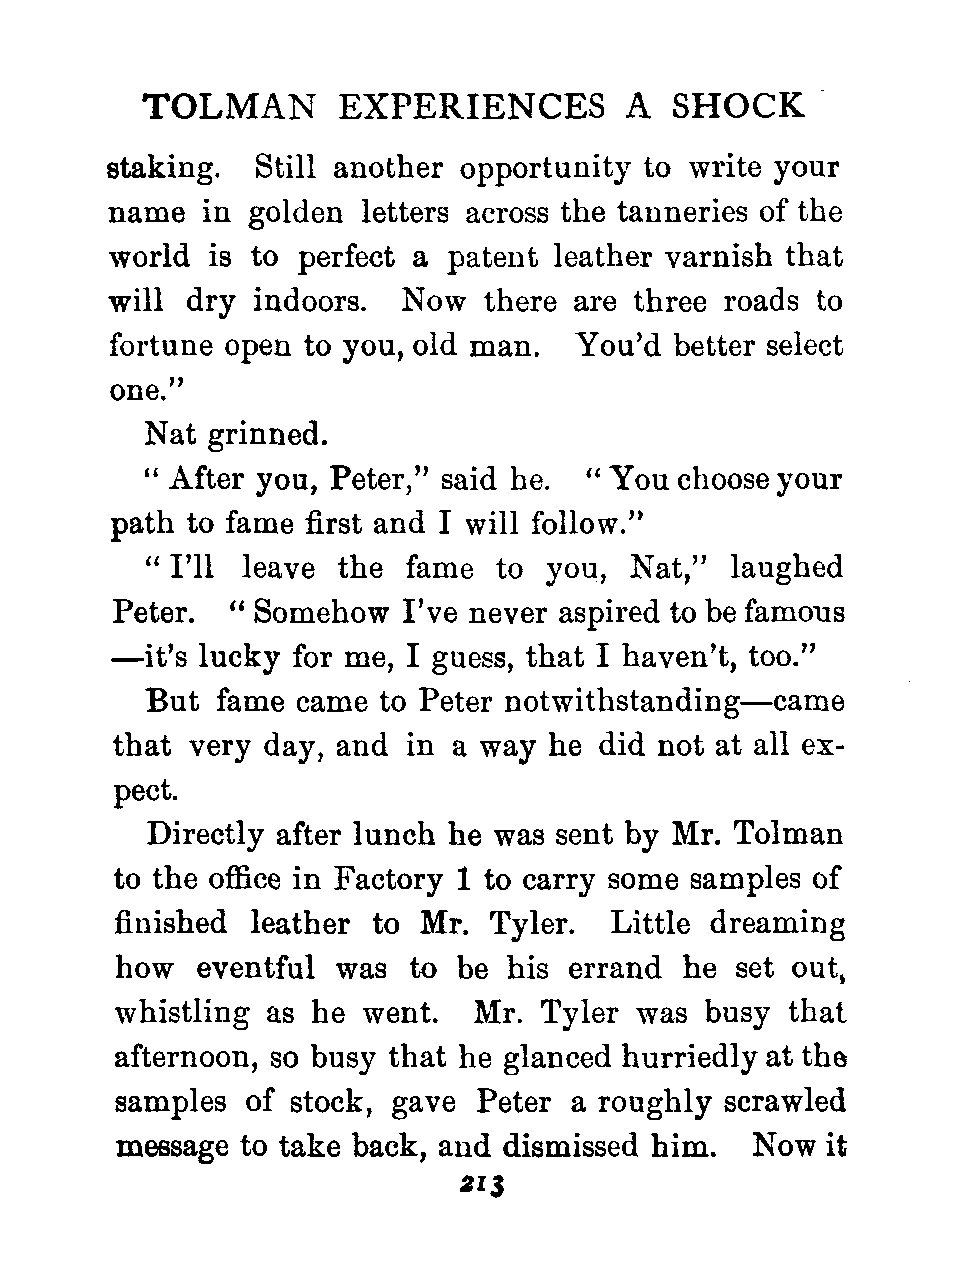 TOLMAN EXPERIENCES A SHOCK
staking. Still another opportunity to write your
name in golden letters across the tanneries of the
world is to perfect a patent leather varnish that
will dry indoors. Now there are three roads to
fortune open to you, old man. You'd better select
one."
Nat grinned.
" After you, Peter," said he. " You choose your
path to fame first and I will follow."
" I'll leave the fame to you, Nat," laughed
Peter. " Somehow I've never aspired to be famous
—it's lucky for me, I guess, that I haven't, too."
But fame came to Peter notwithstanding—came
that very day, and in a way he did not at all ex-
pect.
Directly after lunch he was sent by Mr. Tolman
to the office in Factory 1 to carry some samples of
finished leather to Mr. Tyler. Little dreaming
how eventful was to be his errand he set out,
whistling as he went. Mr. Tyler was busy that
afternoon, so busy that he glanced hurriedly at the
samples of stock, gave Peter a roughly scrawled
message to take back, and dismissed him. Now it
213